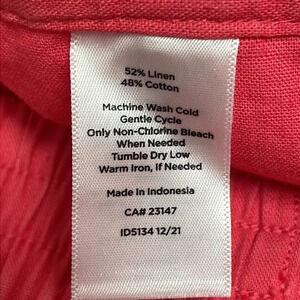 52% Linen
48% Cotton
Machine Wash Cold
Gentle Cycle
Only Non-Chlorine Bleach
When Needed
Tumble Dry Low
Warm Iron, If Needed
Made In Indonesia
CA# 23147
ID5134 12/21